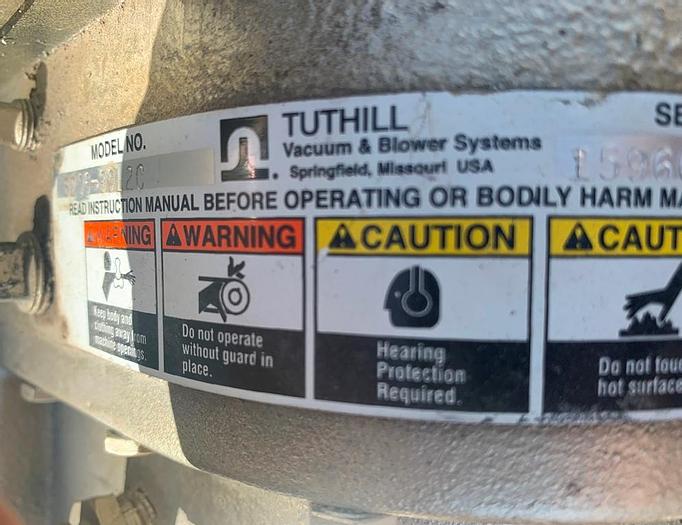 MODEL NO.
TUTHILL
Vacuum & Blower Systems
Springfield, Missouri USA
SE
READ INSTRUCTION MANUAL BEFORE OPERATING OR BODILY HARM MA
WARNING
Keep body and
clothing away from
machine openings.
WARNING
Do not operate
without guard in
place.
CAUTION
Hearing
Protection
Required.
CAUT
Do not touc
hot surface